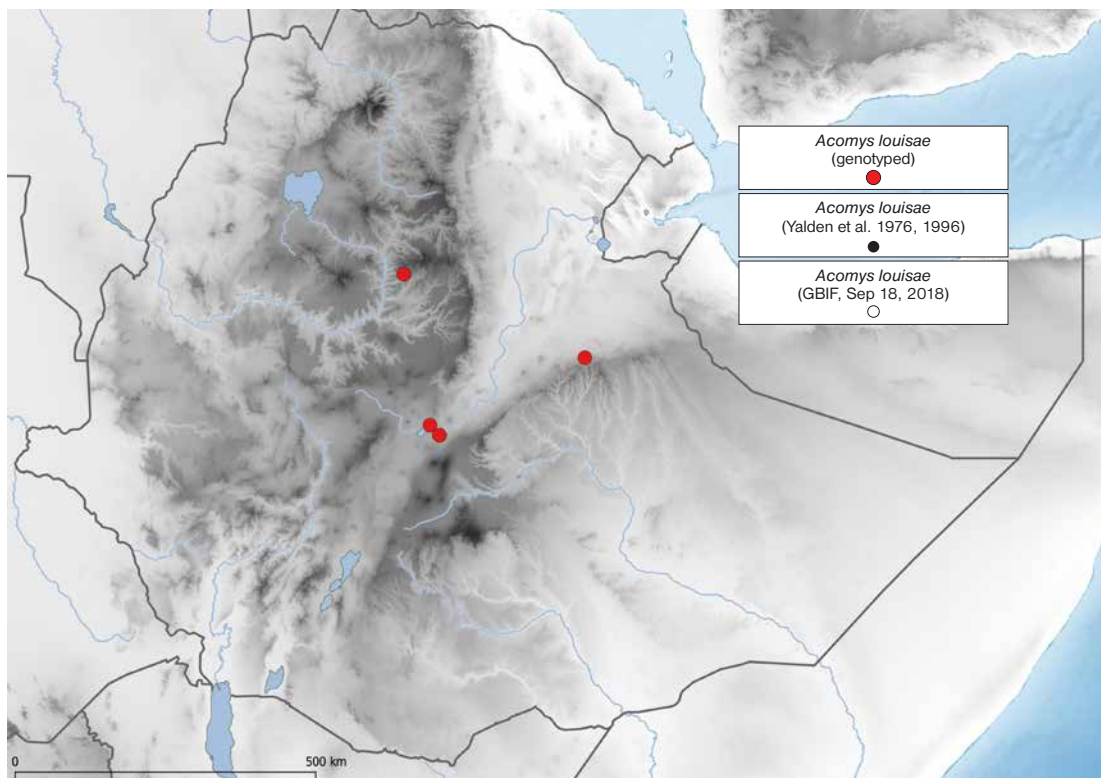 Acomys louisae
(genotyped)
Acomys louisae
(Yalden et al. 1976, 1996)
Acomys louisae
(GBIF, Sep 18, 2018)
0 500 km